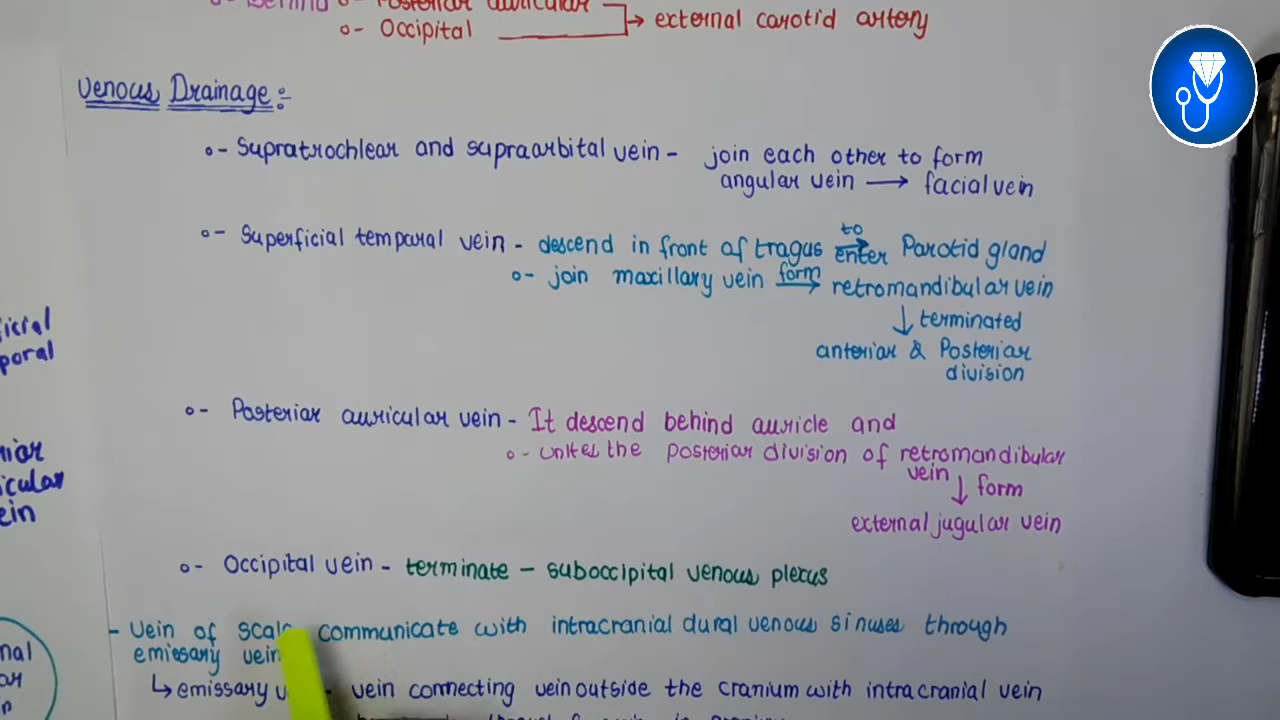 o- Behind o- Posterior auricular
o- Occipital → external carotid artery
Venous Drainage:-
o- Supratrochlear and supraorbital vein - join each other to form
angular vein → facial vein
o- Superficial temporal vein - descend in front of tragus to enter → Parotid gland
o- join maxillary vein form → retromandibular vein
↓ terminated
anterior & Posterior
division
o- Posterior auricular vein - It descend behind auricle and
o- unites the posterior division of retromandibular
vein ↓ form
external jugular vein
o- Occipital vein - terminate - suboccipital venous plexus
- Vein of scalp communicate with intracranial dural venous sinuses through
emissary vein
↳ emissary - vein connecting vein outside the cranium with intracranial vein